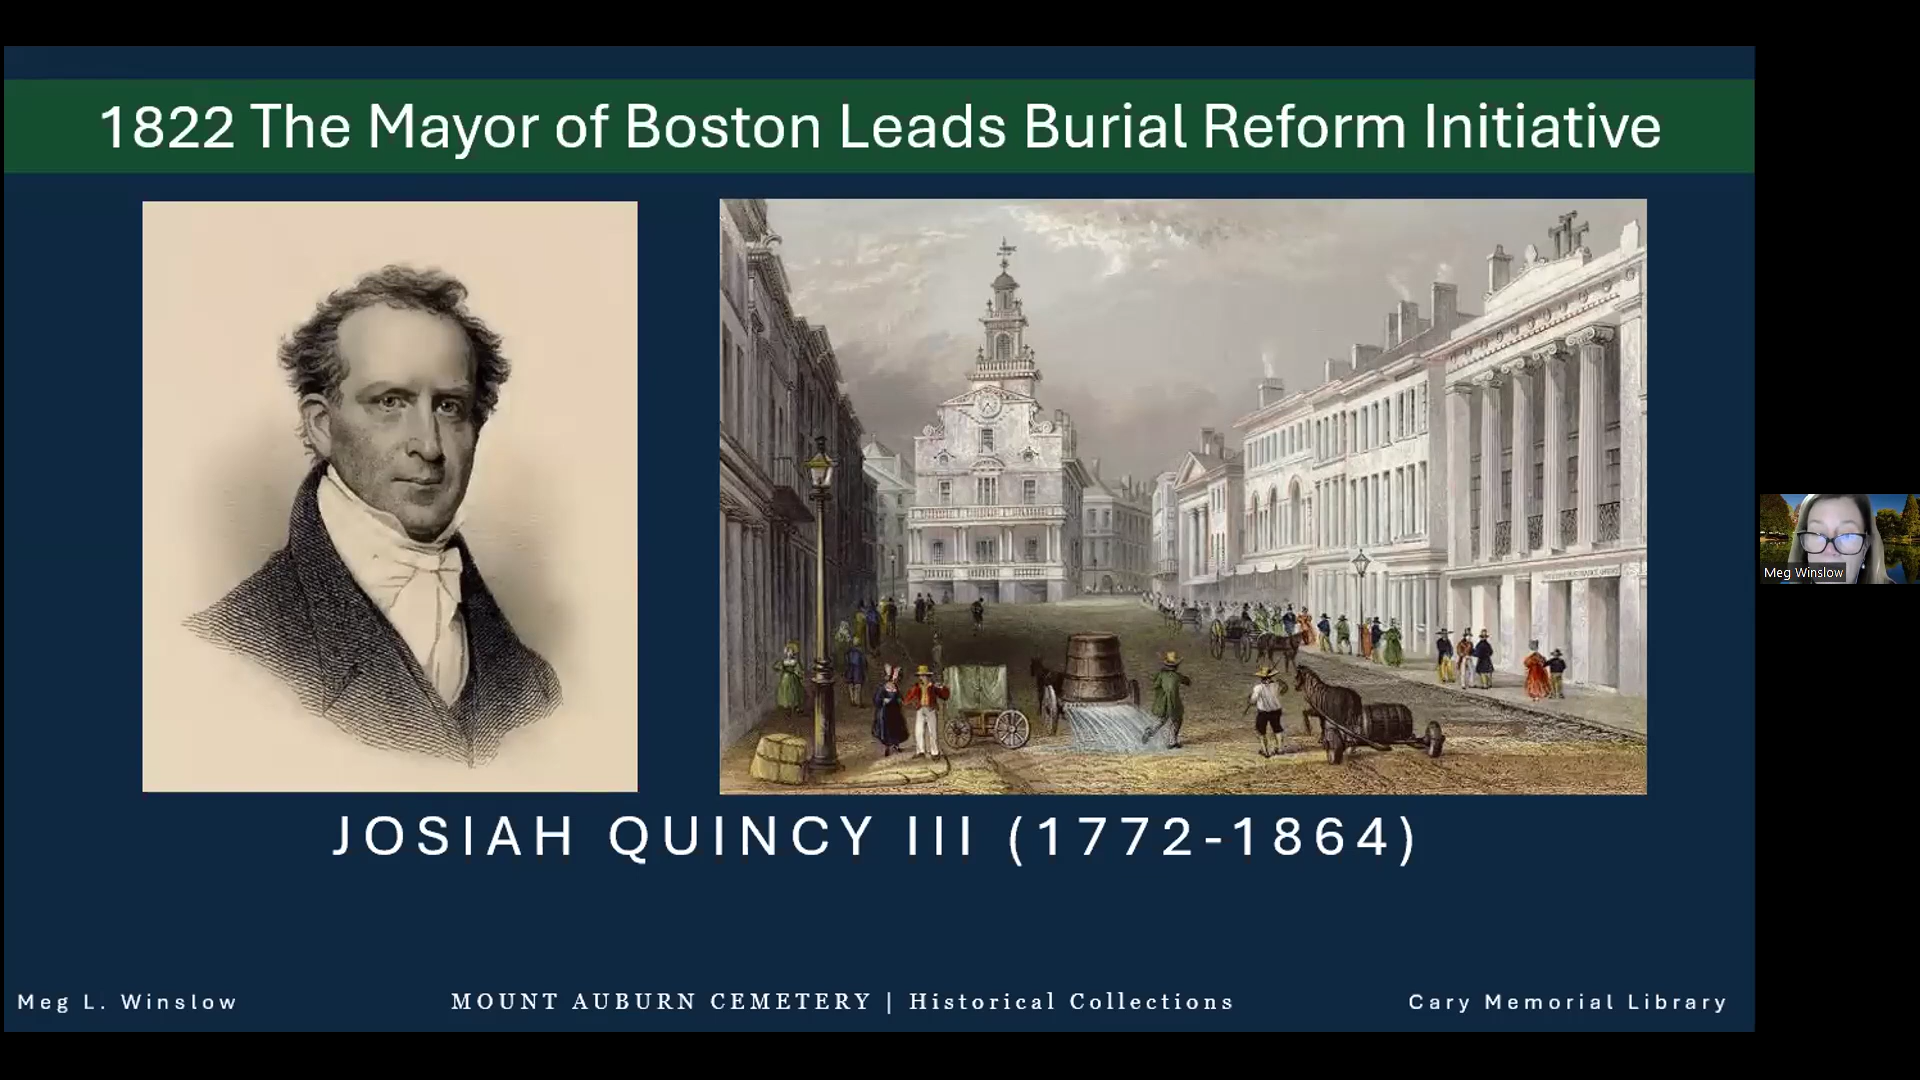 1822 The Mayor of Boston Leads Burial Reform Initiative
JOSIAH QUINCY III (1772-1864)
Meg L. Winslow
MOUNT AUBURN CEMETERY | Historical Collections
Cary Memorial Library
Meg Winslow